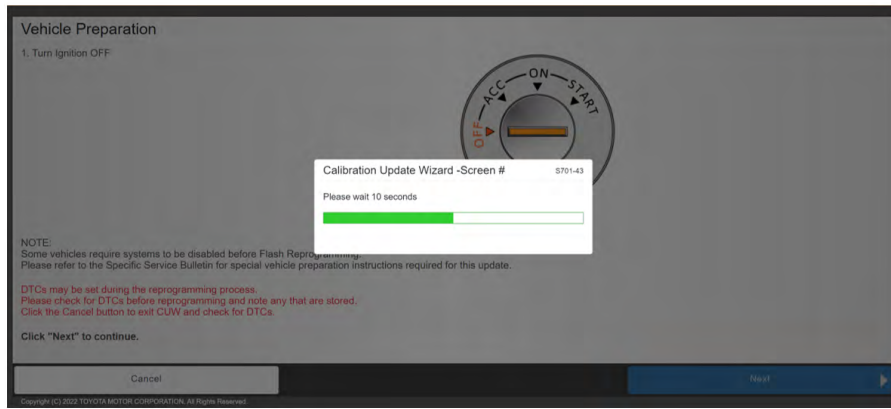 Vehicle Preparation
1. Turn Ignition OFF
OFF ACC ON START
Calibration Update Wizard -Screen # S701-43
Please wait 10 seconds
NOTE:
Some vehicles require systems to be disabled before Flash Reprogramming.
Please refer to the Specific Service Bulletin for special vehicle preparation instructions required for this update.
DTCs may be set during the reprogramming process.
Please check for DTCs before reprogramming and note any that are stored.
Click the Cancel button to exit CUW and check for DTCs.
Click "Next" to continue.
Cancel Next
Copyright (C) 2022 TOYOTA MOTOR CORPORATION. All Rights Reserved.